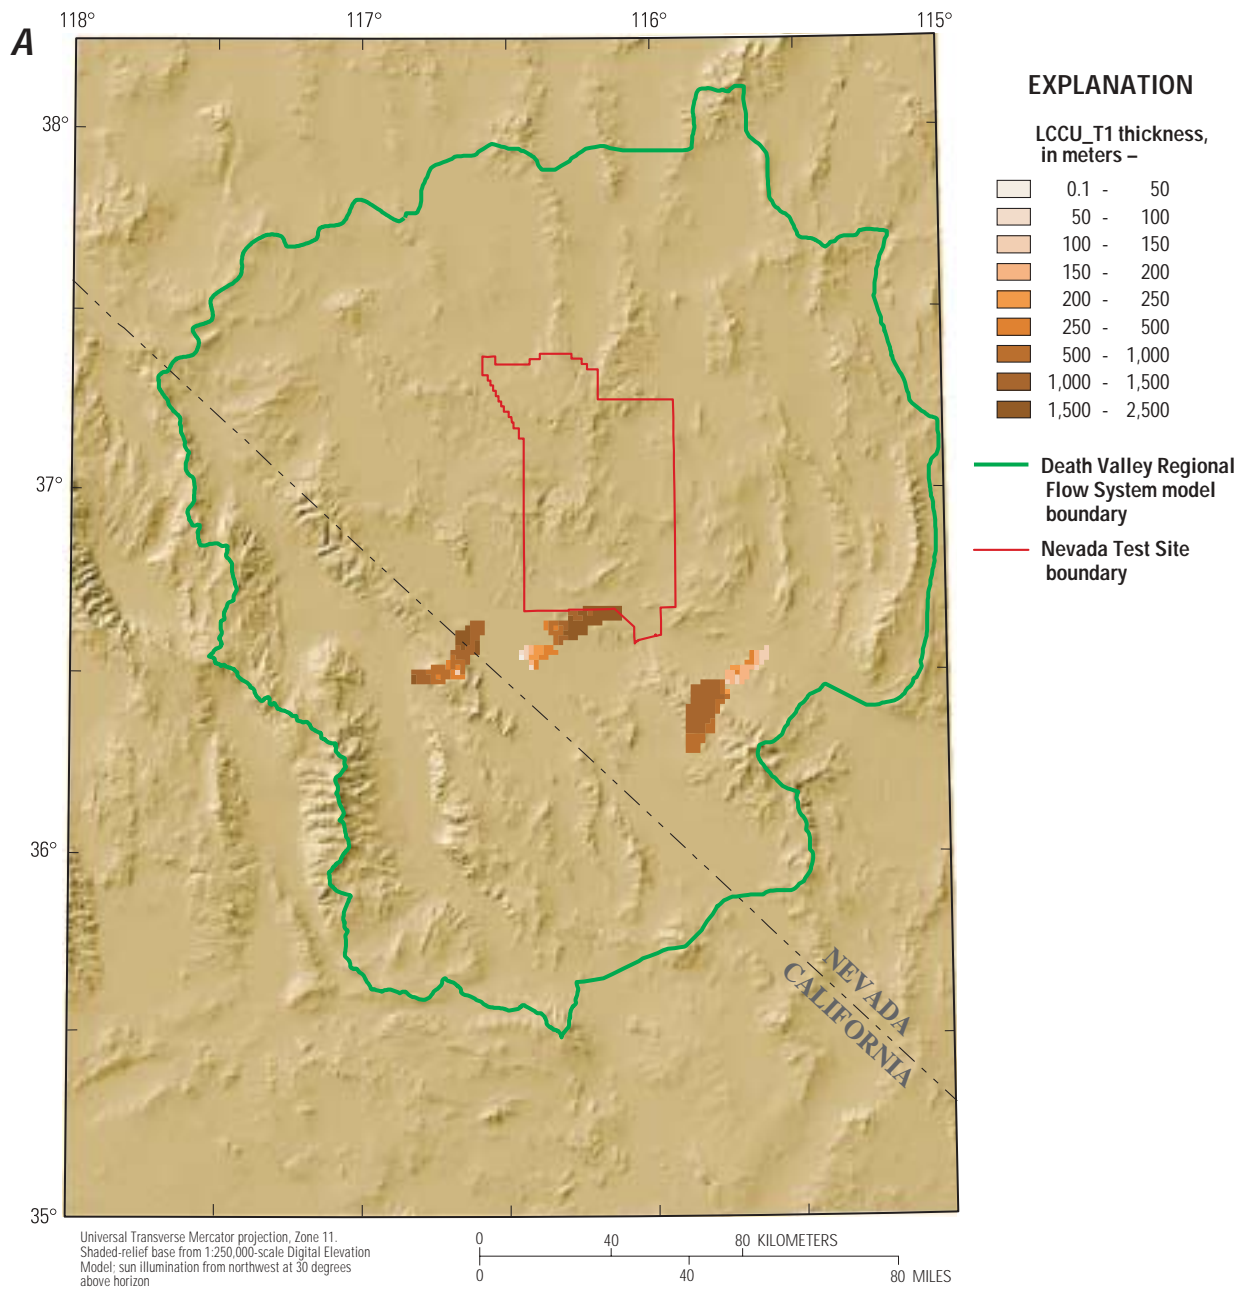 A
118°
117°
116°
115°
38°
37°
36°
35°
NEVADA
CALIFORNIA
EXPLANATION
LCCU_T1 thickness,
in meters –
0.1 - 50
50 - 100
100 - 150
150 - 200
200 - 250
250 - 500
500 - 1,000
1,000 - 1,500
1,500 - 2,500
Death Valley Regional
Flow System model
boundary
Nevada Test Site
boundary
Universal Transverse Mercator projection, Zone 11.
Shaded-relief base from 1:250,000-scale Digital Elevation
Model; sun illumination from northwest at 30 degrees
above horizon
0 40 80 KILOMETERS
0 40 80 MILES